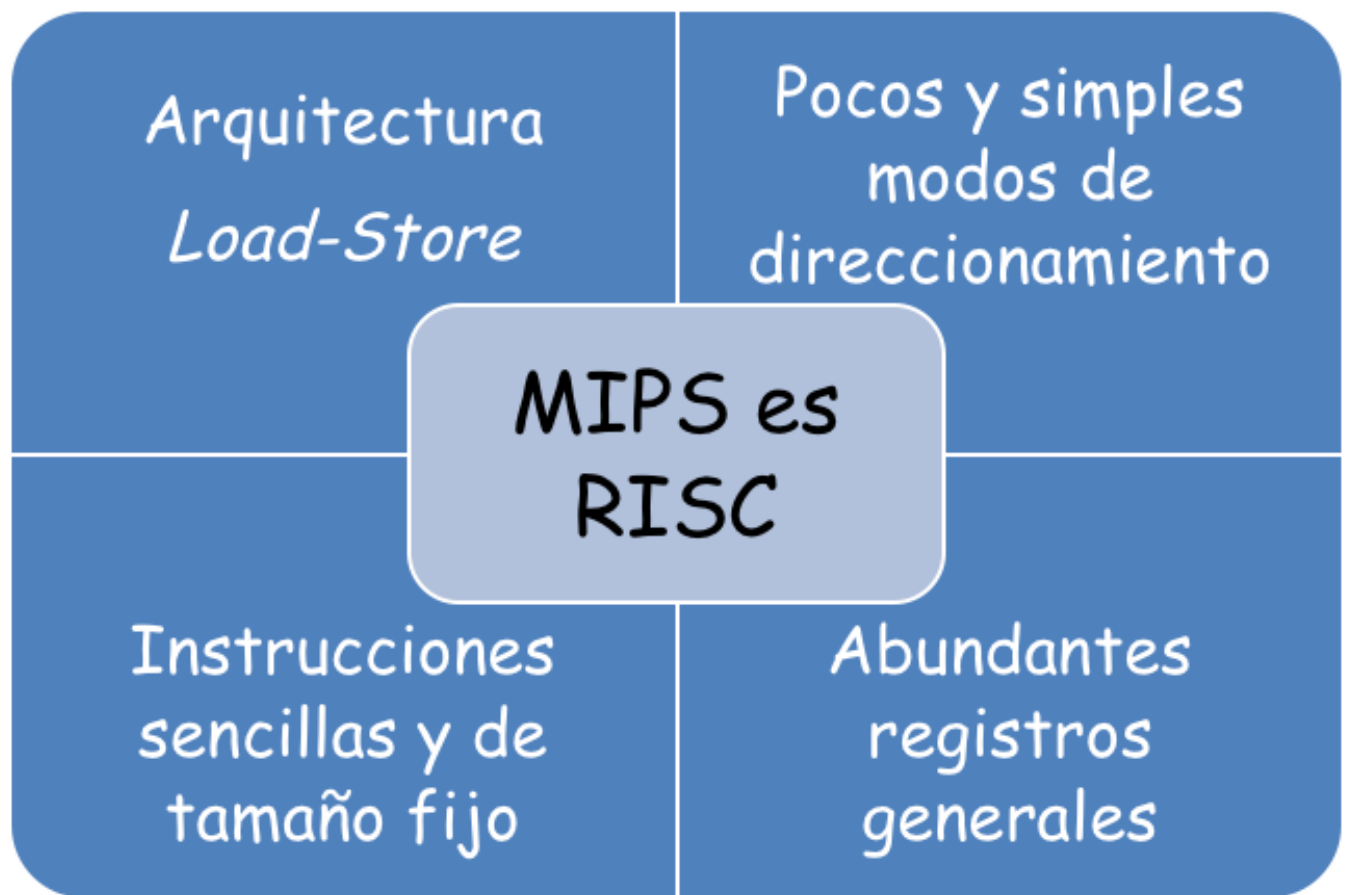 Arquitectura
Load-Store
Pocos y simples
modos de
direccionamiento
MIPS es
RISC
Instrucciones
sencillas y de
tamaño fijo
Abundantes
registros
generales